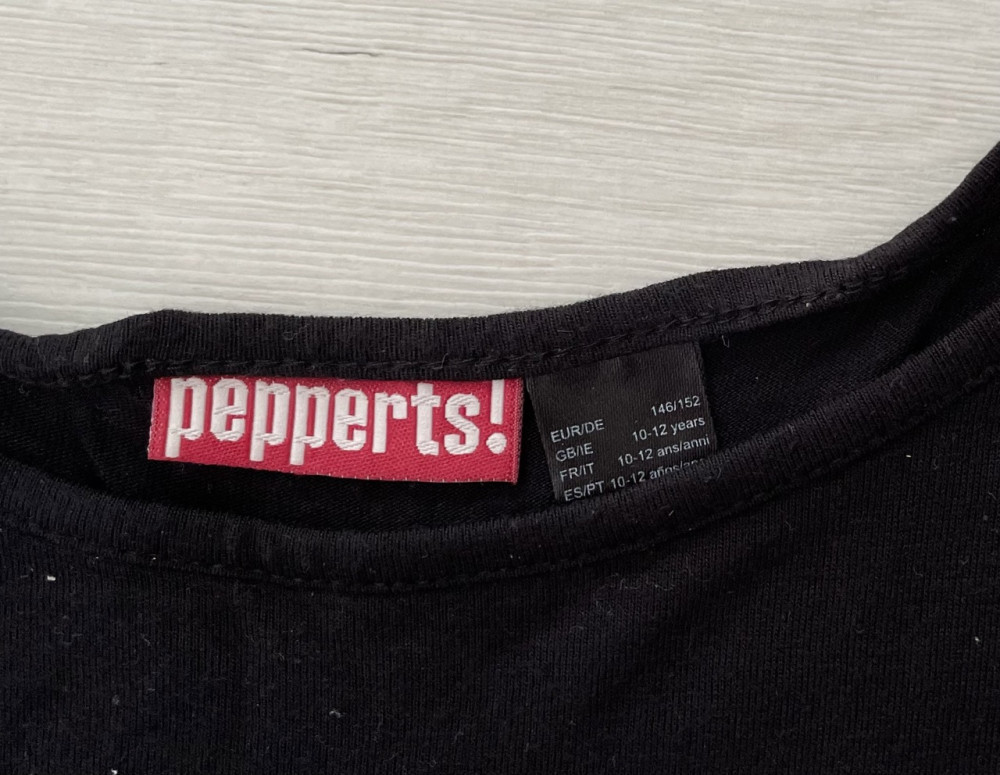 pepperts!
146/152
EUR/DE
GB/IE 10-12 years
FR/IT 10-12 ans/anni
ES/PT 10-12 años/